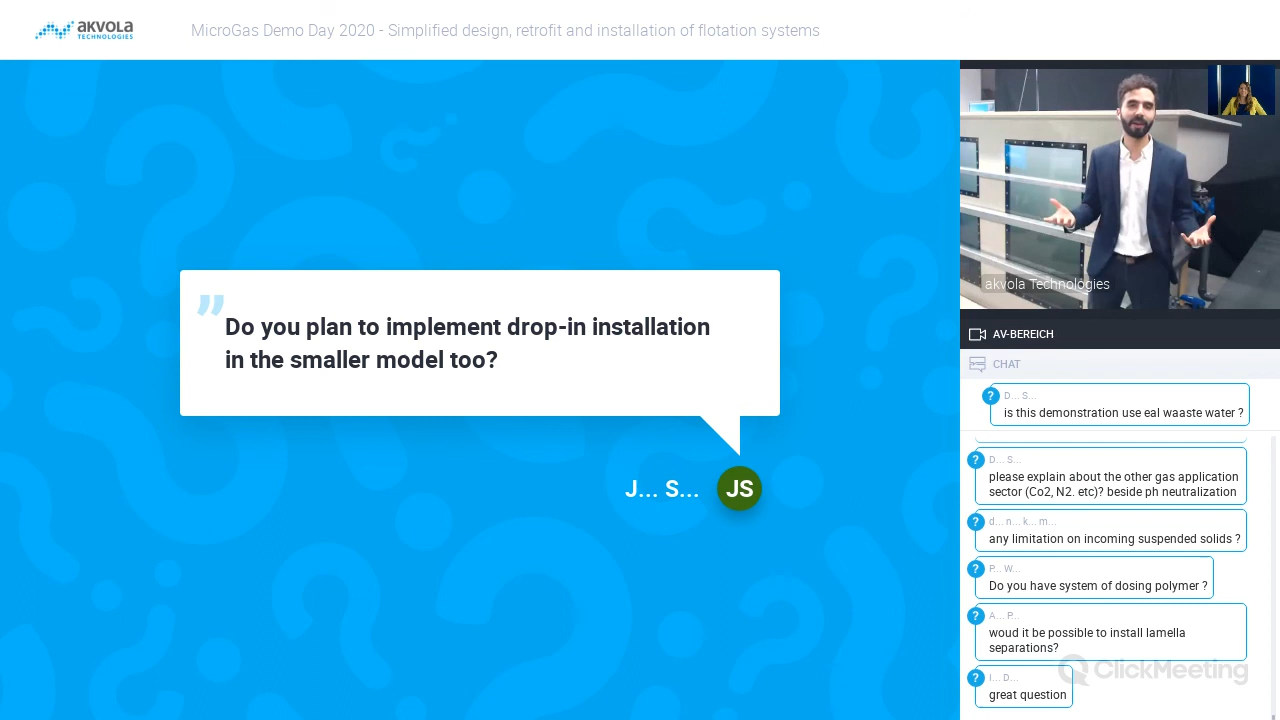 akvola
TECHNOLOGIES
MicroGas Demo Day 2020 - Simplified design, retrofit and installation of flotation systems
Do you plan to implement drop-in installation
in the smaller model too?
J... S...
JS
akvola Technologies
AV-BEREICH
CHAT
?
D... S...
is this demonstration use eal waaste water ?
?
D... S...
please explain about the other gas application
sector (Co2, N2. etc)? beside ph neutralization
?
d... n... k... m...
any limitation on incoming suspended solids ?
?
P... W...
Do you have system of dosing polymer ?
?
A... P...
woud it be possible to install lamella
separations?
?
I... D...
great question
ClickMeeting